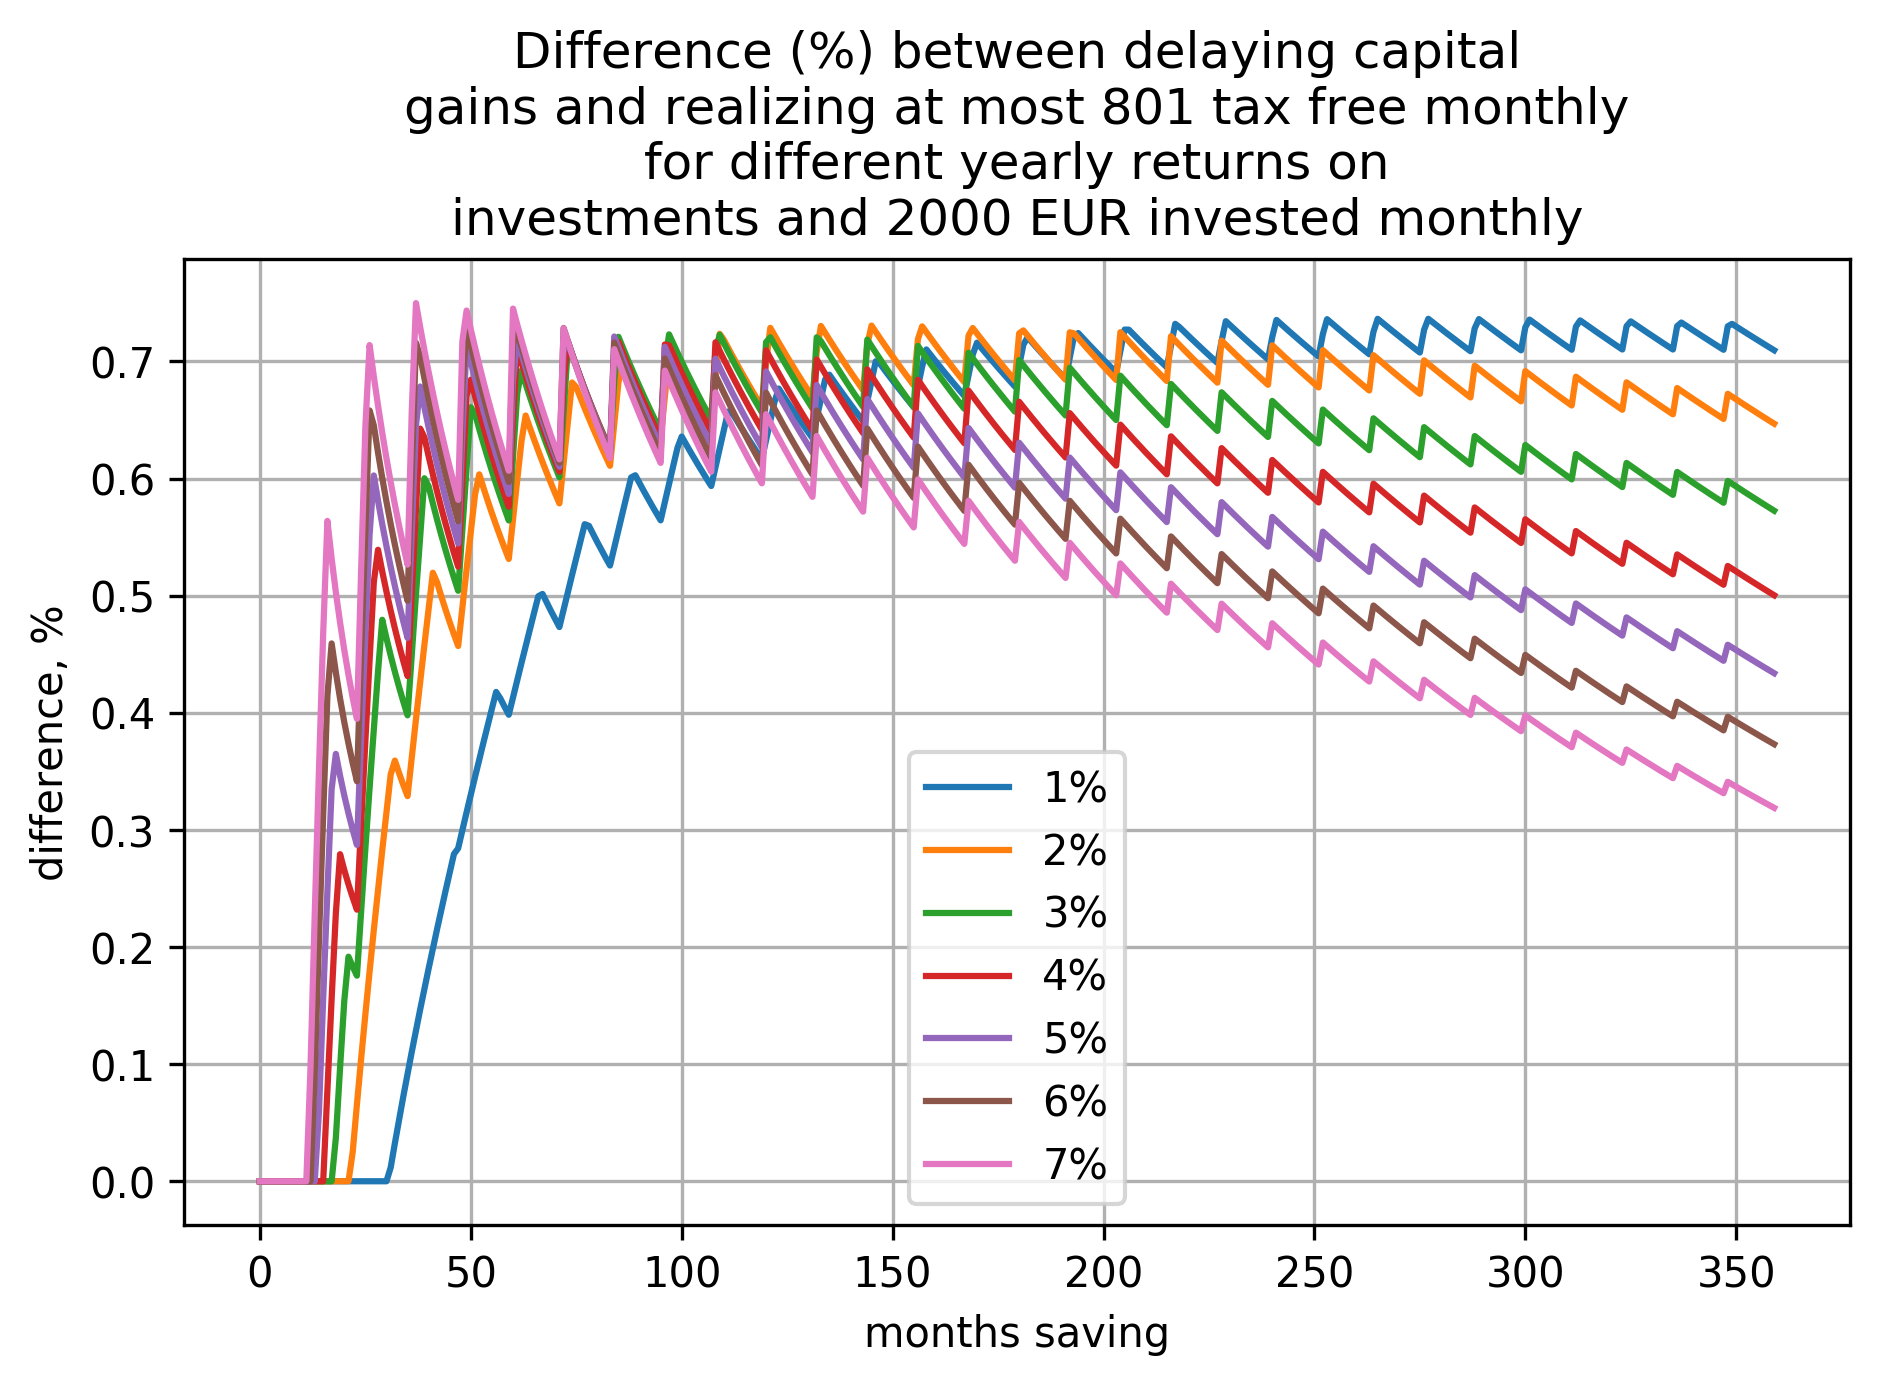 Difference (%) between delaying capital
gains and realizing at most 801 tax free monthly
for different yearly returns on
investments and 2000 EUR invested monthly
difference, %
0.7
0.6
0.5
0.4
0.3
0.2
0.1
0.0
1%
2%
3%
4%
5%
6%
7%
0 50 100 150 200 250 300 350
months saving